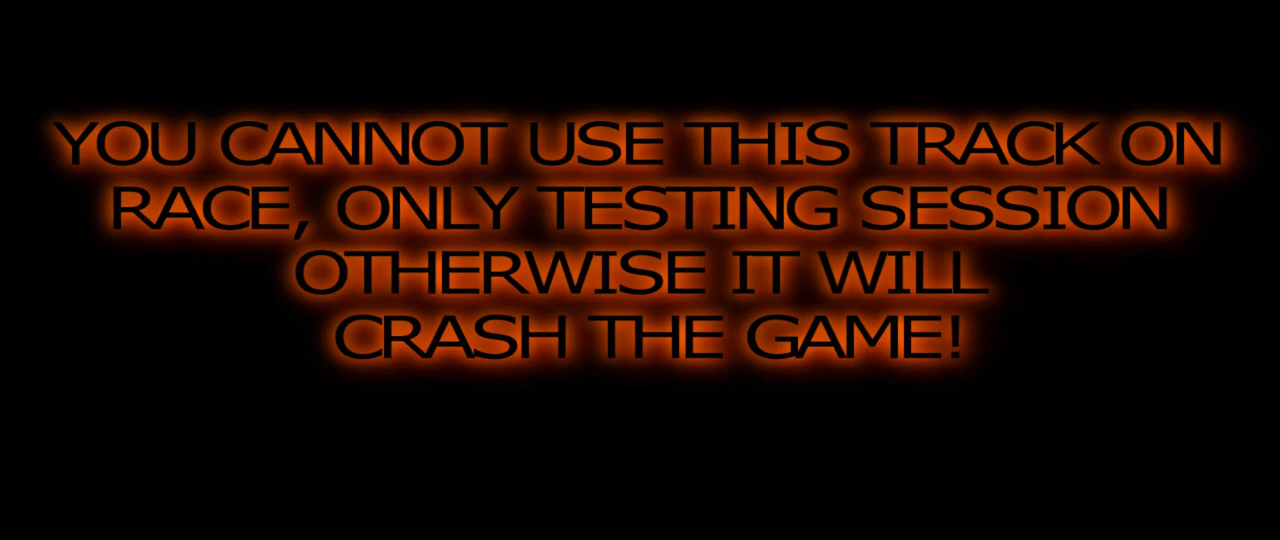 YOU CANNOT USE THIS TRACK ON
RACE, ONLY TESTING SESSION
OTHERWISE IT WILL
CRASH THE GAME!